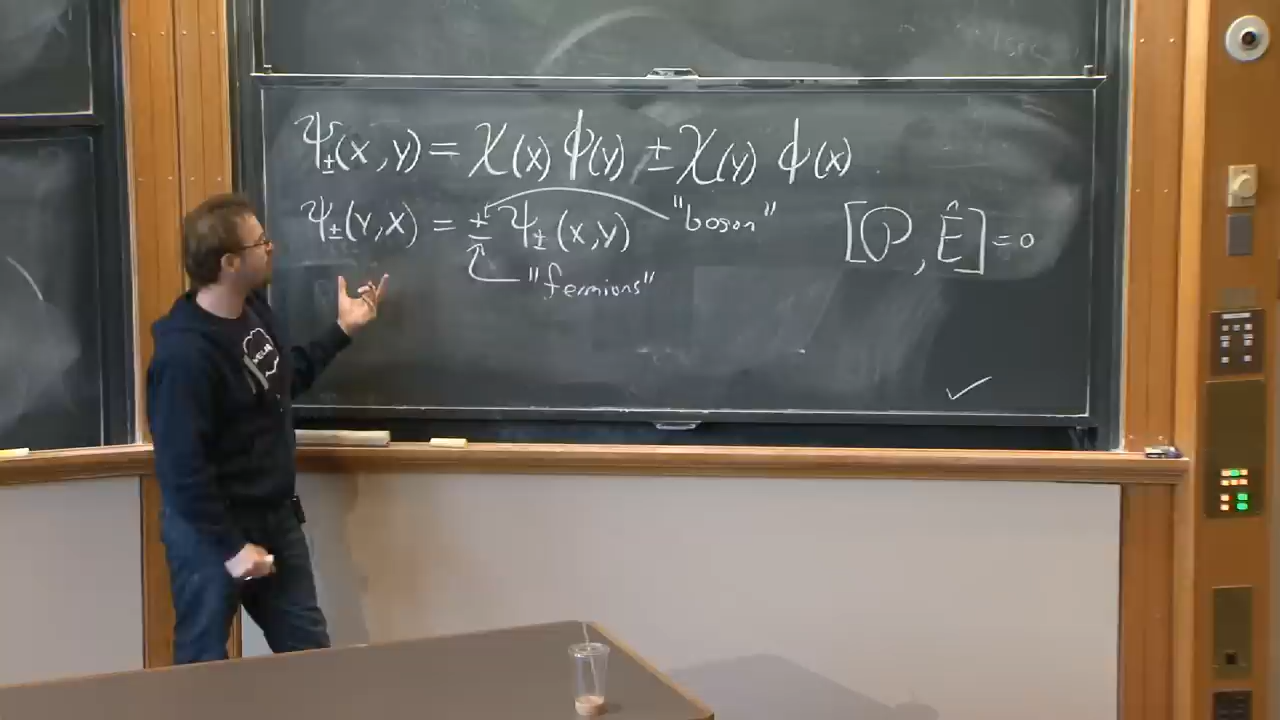 ψ±(x,y) = χ(x) ϕ(y) ± χ(y) ϕ(x)
ψ±(y,x) = ± ψ±(x,y)
"boson"
"fermions"
[P, Ê] = 0